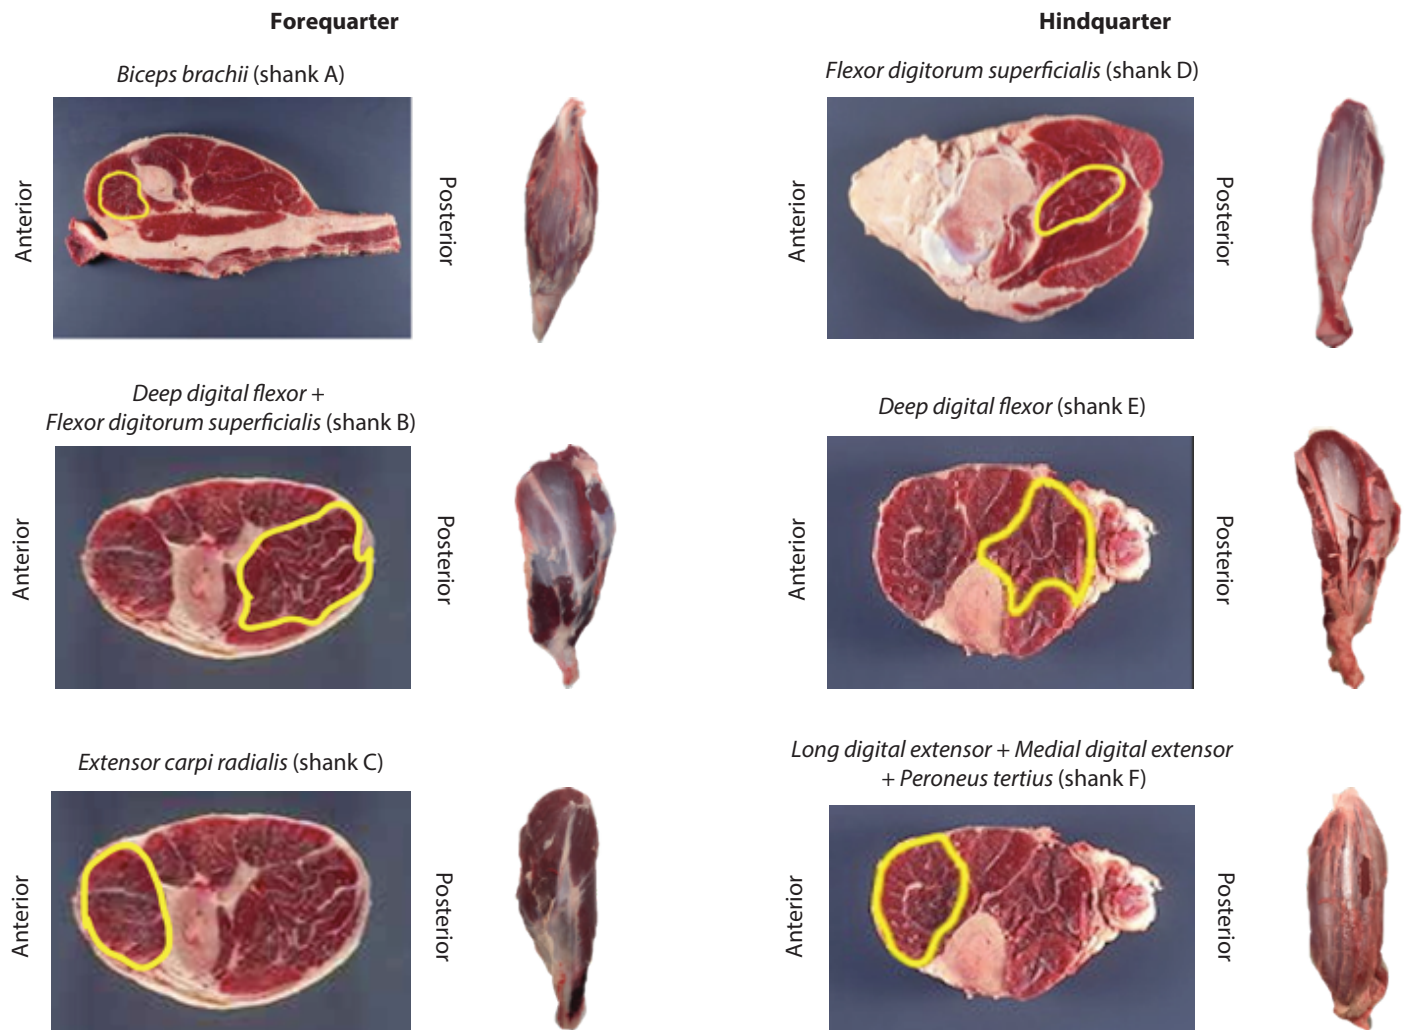 Forequarter
Hindquarter
Biceps brachii (shank A)
Flexor digitorum superficialis (shank D)
Anterior
Posterior
Anterior
Posterior
Deep digital flexor +
Flexor digitorum superficialis (shank B)
Deep digital flexor (shank E)
Anterior
Posterior
Anterior
Posterior
Extensor carpi radialis (shank C)
Long digital extensor + Medial digital extensor
+ Peroneus tertius (shank F)
Anterior
Posterior
Anterior
Posterior